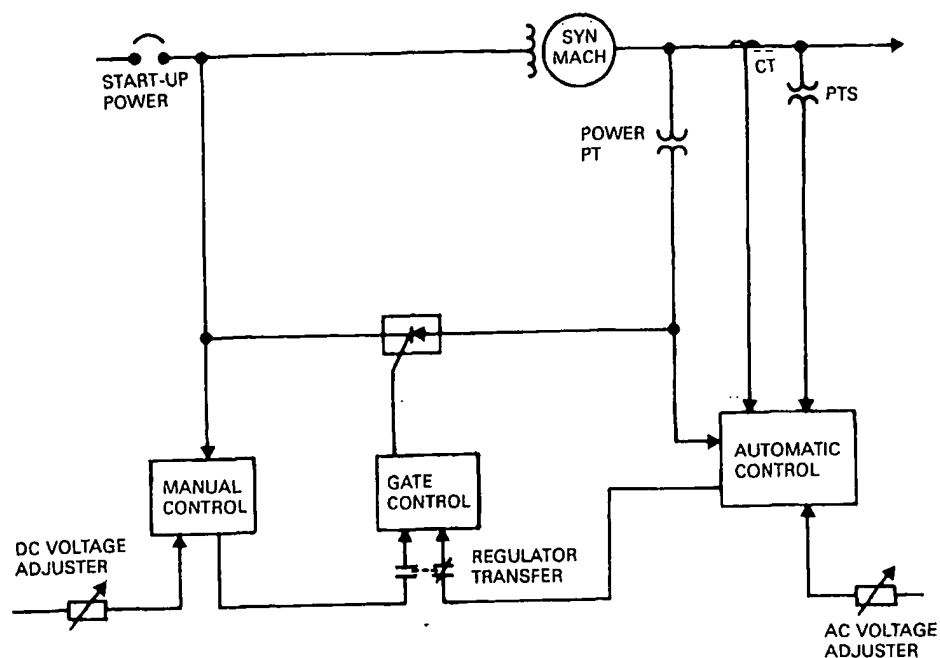 SYN
MACH
START-UP
POWER
CT
PTS
POWER
PT
AUTOMATIC
CONTROL
MANUAL
CONTROL
GATE
CONTROL
DC VOLTAGE
ADJUSTER
REGULATOR
TRANSFER
AC VOLTAGE
ADJUSTER